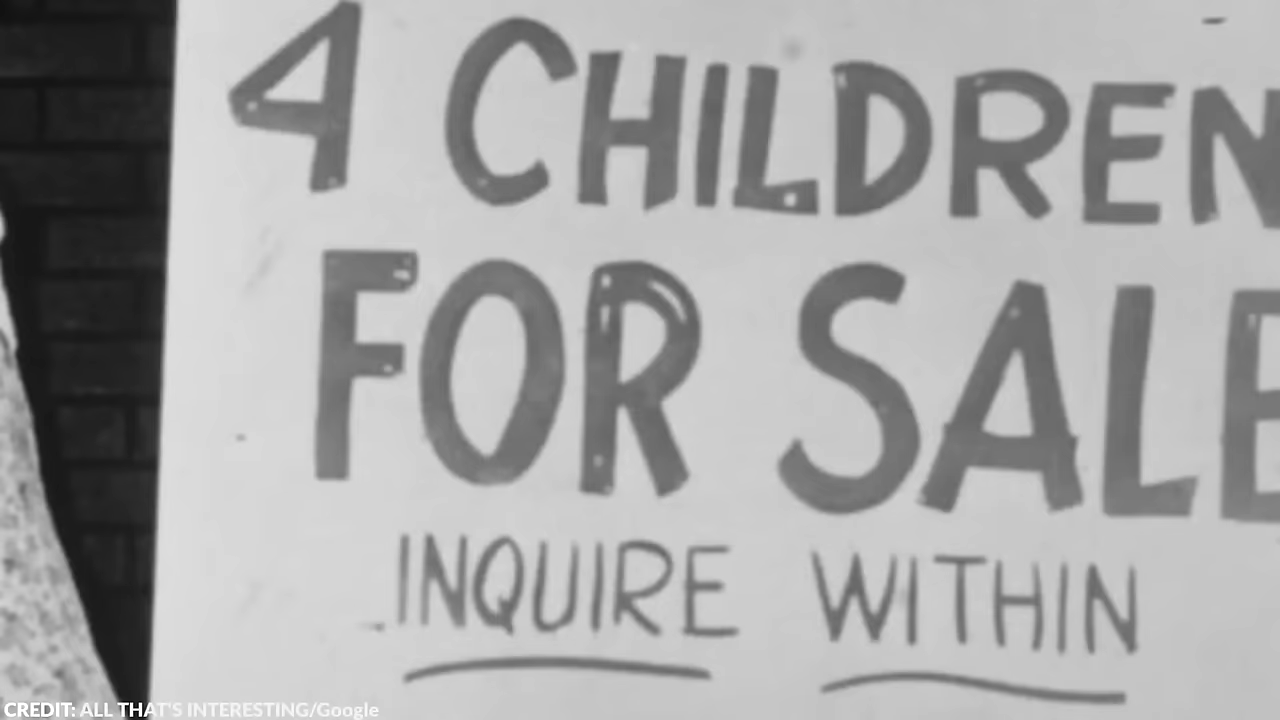 4 CHILDREN
FOR SALE
INQUIRE WITHIN
CREDIT: ALL THAT'S INTERESTING/Google